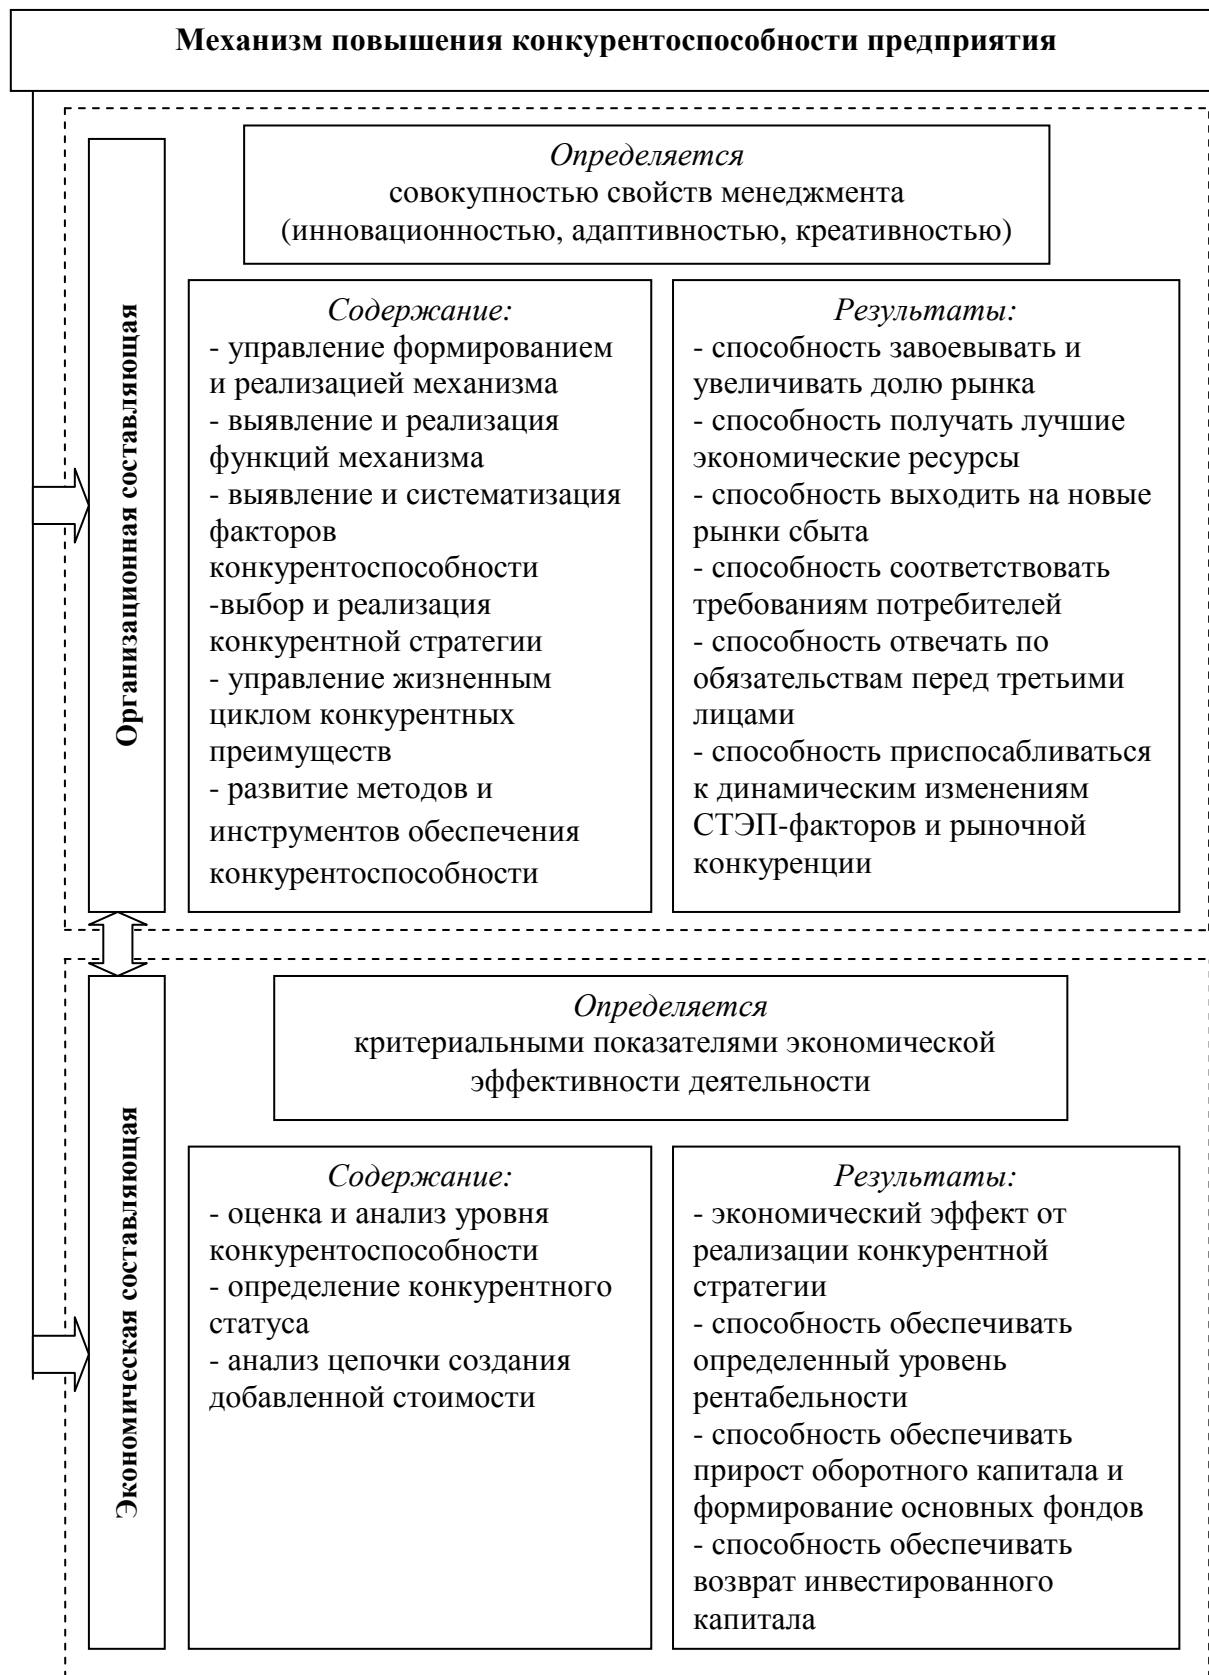 Механизм повышения конкурентоспособности предприятия
Организационная составляющая
Определяется
совокупностью свойств менеджмента
(инновационностью, адаптивностью, креативностью)
Содержание:
- управление формированием
и реализацией механизма
- выявление и реализация
функций механизма
- выявление и систематизация
факторов
конкурентоспособности
-выбор и реализация
конкурентной стратегии
- управление жизненным
циклом конкурентных
преимуществ
- развитие методов и
инструментов обеспечения
конкурентоспособности
Результаты:
- способность завоевывать и
увеличивать долю рынка
- способность получать лучшие
экономические ресурсы
- способность выходить на новые
рынки сбыта
- способность соответствовать
требованиям потребителей
- способность отвечать по
обязательствам перед третьими
лицами
- способность приспосабливаться
к динамическим изменениям
СТЭП-факторов и рыночной
конкуренции
Экономическая составляющая
Определяется
критериальными показателями экономической
эффективности деятельности
Содержание:
- оценка и анализ уровня
конкурентоспособности
- определение конкурентного
статуса
- анализ цепочки создания
добавленной стоимости
Результаты:
- экономический эффект от
реализации конкурентной
стратегии
- способность обеспечивать
определенный уровень
рентабельности
- способность обеспечивать
прирост оборотного капитала и
формирование основных фондов
- способность обеспечивать
возврат инвестированного
капитала